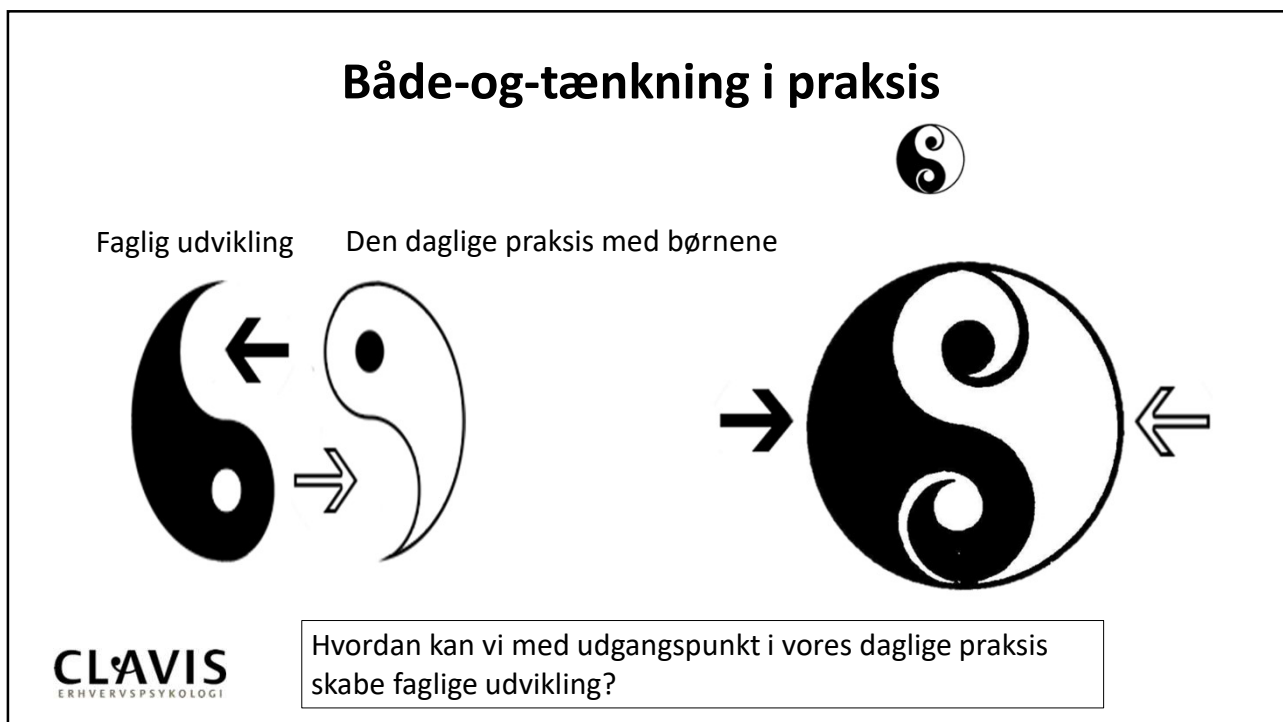 Både-og-tænkning i praksis
Faglig udvikling
Den daglige praksis med børnene
Hvordan kan vi med udgangspunkt i vores daglige praksis
skabe faglige udvikling?
CLAVIS
ERHVERVSPSYKOLOGI